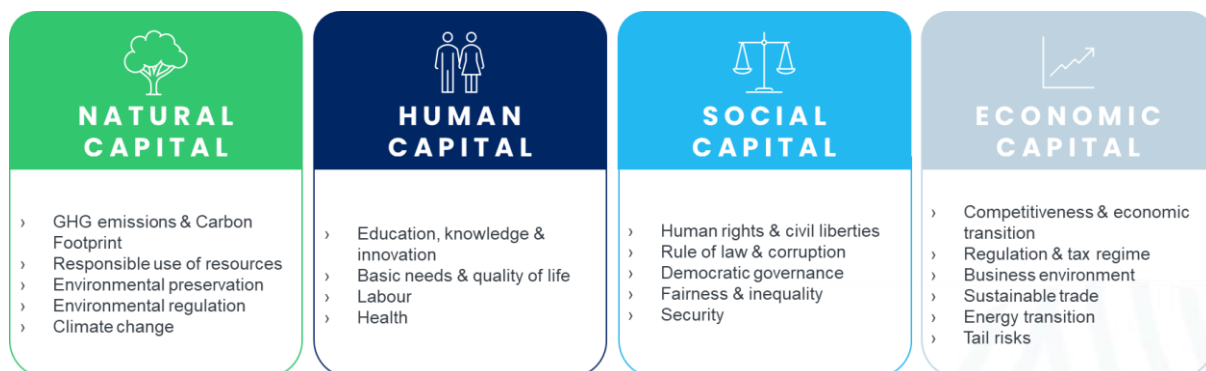 NATURAL
CAPITAL
› GHG emissions & Carbon
Footprint
› Responsible use of resources
› Environmental preservation
› Environmental regulation
› Climate change
HUMAN
CAPITAL
› Education, knowledge &
innovation
› Basic needs & quality of life
› Labour
› Health
SOCIAL
CAPITAL
› Human rights & civil liberties
› Rule of law & corruption
› Democratic governance
› Fairness & inequality
› Security
ECONOMIC
CAPITAL
› Competitiveness & economic
transition
› Regulation & tax regime
› Business environment
› Sustainable trade
› Energy transition
› Tail risks